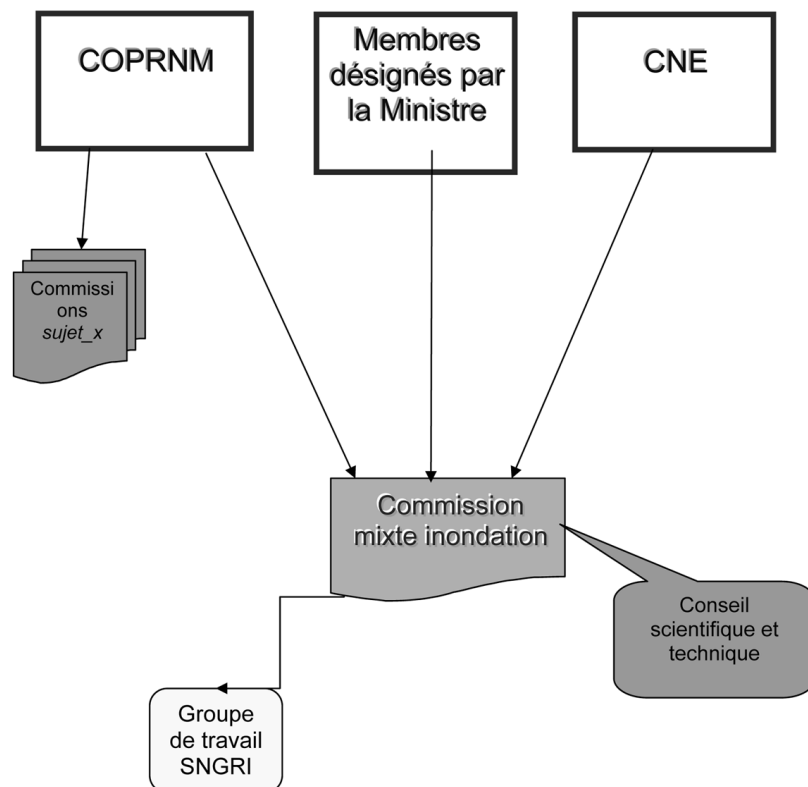 COPRNM
Membres
désignés par
la Ministre
CNE
Commissi
ons
sujet_x
Commission
mixte inondation
Conseil
scientifique et
technique
Groupe
de travail
SNGRI